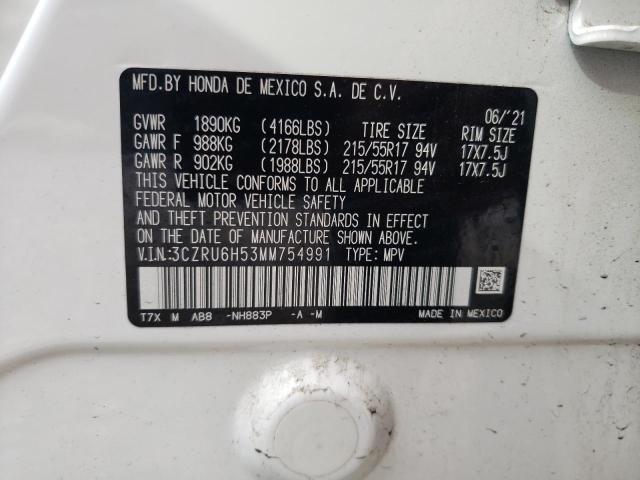 MFD.BY HONDA DE MEXICO S.A. DE C.V.
06/'21
GVWR 1890KG (4166LBS) TIRE SIZE RIM SIZE
GAWR F 988KG (2178LBS) 215/55R17 94V 17X7.5J
GAWR R 902KG (1988LBS) 215/55R17 94V 17X7.5J
THIS VEHICLE CONFORMS TO ALL APPLICABLE
FEDERAL MOTOR VEHICLE SAFETY
AND THEFT PREVENTION STANDARDS IN EFFECT
ON THE DATE OF MANUFACTURE SHOWN ABOVE.
V.I.N:3CZRU6H53MM754991 TYPE: MPV
T7X M AB8 -NH883P -A -M
MADE IN MEXICO